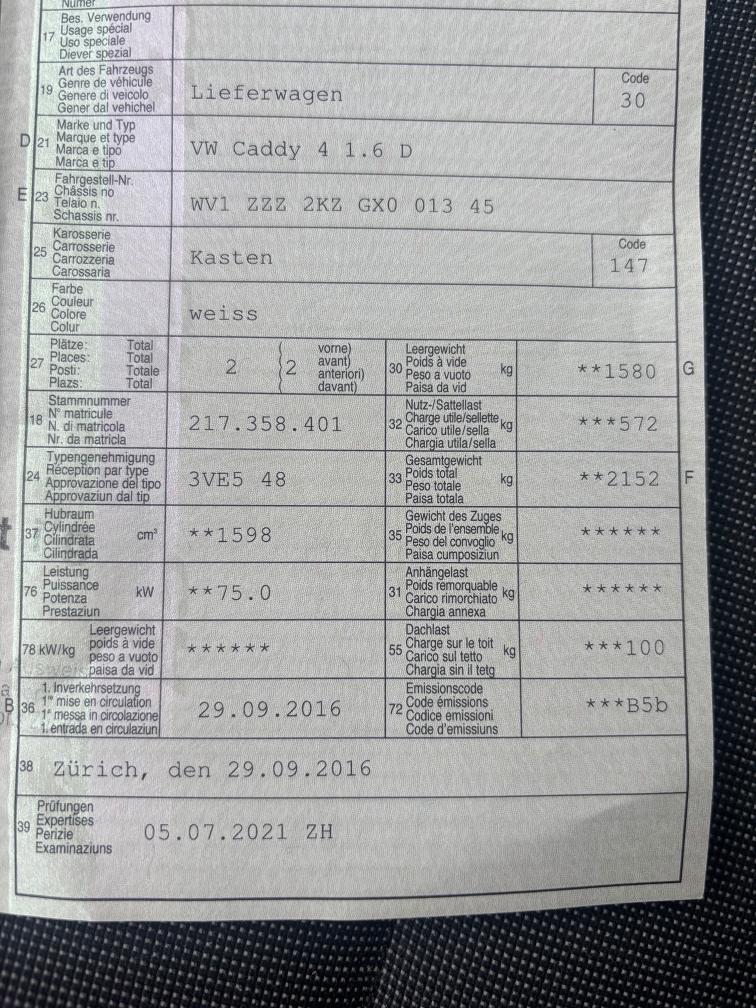 Numer
17 Bes. Verwendung
Usage spécial
Uso speciale
Diever spezial
19 Art des Fahrzeugs
Genre de véhicule
Genere di veicolo
Gener dal vehichel
Lieferwagen
Code
30
D 21 Marke und Typ
Marque et type
Marca e tipo
Marca e tip
VW Caddy 4 1.6 D
E 23 Fahrgestell-Nr.
Châssis no
Telaio n.
Schassis nr.
WV1 ZZZ 2KZ GX0 013 45
25 Karosserie
Carrosserie
Carrozzeria
Carossaria
Kasten
Code
147
26 Farbe
Couleur
Colore
Colur
weiss
27 Plätze: Total
Places: Total
Posti: Totale
Plazs: Total
2 2 vorne)
avant)
anteriori)
davant)
30 Leergewicht
Poids à vide
Peso a vuoto
Paisa da vid
kg
**1580 G
18 Stammnummer
N° matricule
N. di matricola
Nr. da matricla
217.358.401
32 Nutz-/Sattellast
Charge utile/sellette
Carico utile/sella
Chargia utila/sella
kg
***572
24 Typengenehmigung
Réception par type
Approvazione del tipo
Approvaziun dal tip
3VE5 48
33 Gesamtgewicht
Poids total
Peso totale
Paisa totala
kg
**2152 F
37 Hubraum
Cylindrée
Cilindrata
Cilindrada
cm³
**1598
35 Gewicht des Zuges
Poids de l'ensemble
Peso del convoglio
Paisa cumposiziun
kg
******
76 Leistung
Puissance
Potenza
Prestaziun
kW
**75.0
31 Anhängelast
Poids remorquable
Carico rimorchiato
Chargia annexa
kg
******
78 kW/kg Leergewicht
poids à vide
peso a vuoto
paisa da vid
******
55 Dachlast
Charge sur le toit
Carico sul tetto
Chargia sin il tetg
kg
***100
B 36 1. Inverkehrsetzung
1re mise en circulation
1a messa in circolazione
1. entrada en circulaziun
29.09.2016
72 Emissionscode
Code émissions
Codice emissioni
Code d'emissiuns
***B5b
38 Zürich, den 29.09.2016
39 Prüfungen
Expertises
Perizie
Examinaziuns
05.07.2021 ZH